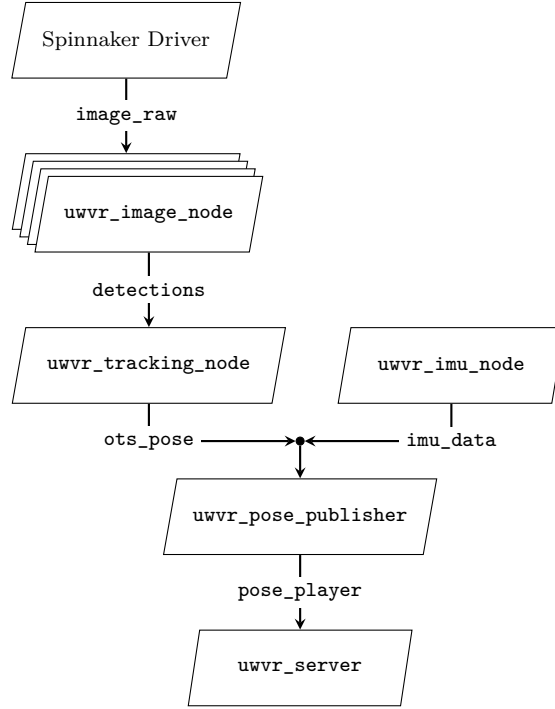 Spinnaker Driver
image_raw
uwvr_image_node
detections
uwvr_tracking_node
uwvr_imu_node
ots_pose
imu_data
uwvr_pose_publisher
pose_player
uwvr_server